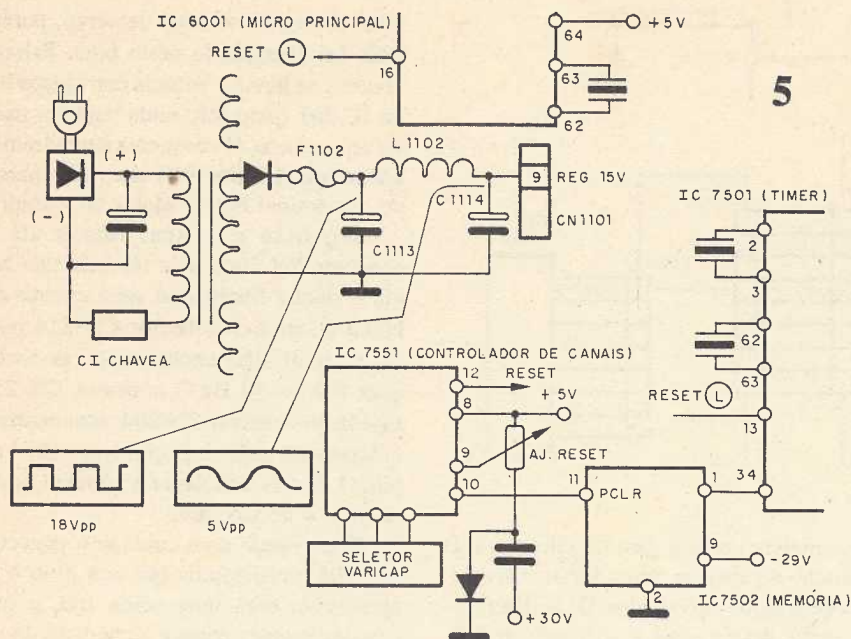 IC 6001 (MICRO PRINCIPAL)
RESET (L)
16
64
+5V
63
62
5
(+)
(-)
F1102
L 1102
9 REG 15V
CN1101
C1113
C1114
CI CHAVEA.
IC 7501 (TIMER)
2
3
62
63
RESET (L)
13
34
IC 7551 (CONTROLADOR DE CANAIS)
12 RESET
8 +5V
9
10
AJ. RESET
18Vpp
5Vpp
SELETOR
VARICAP
11 PCLR
1
9 -29V
2
IC7502 (MEMÓRIA)
+30V